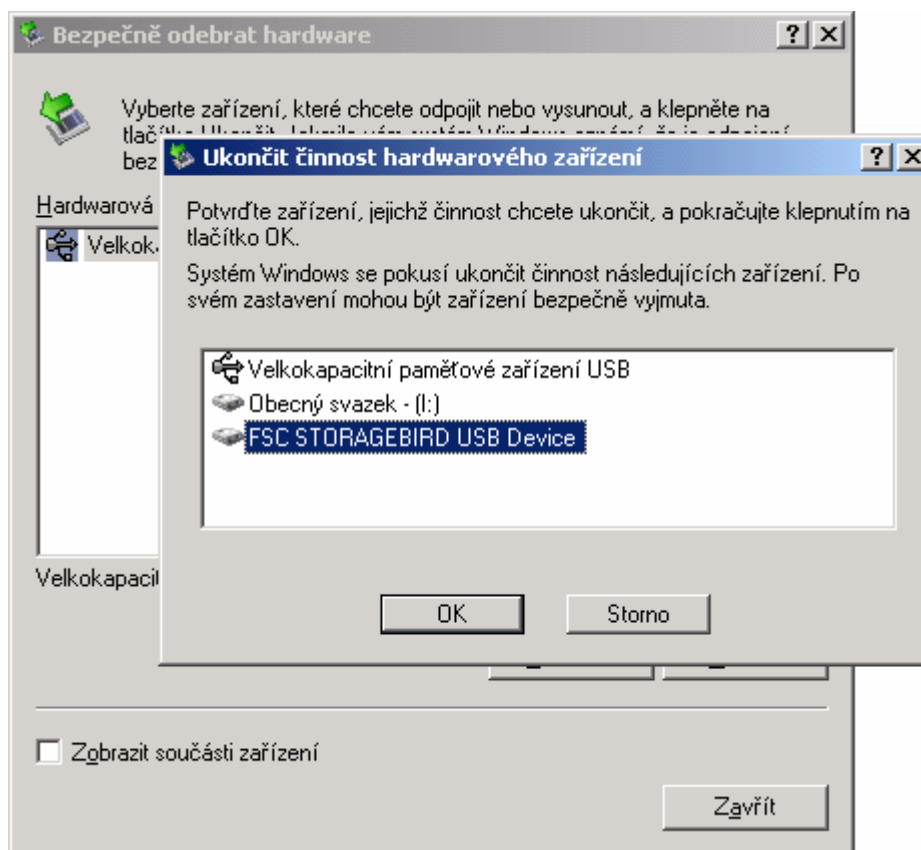 Bezpečně odebrat hardware
Vyberte zařízení, které chcete odpojit nebo vysunout, a klepněte na
Ukončit činnost hardwarového zařízení
Potvrďte zařízení, jejichž činnost chcete ukončit, a pokračujte klepnutím na
tlačítko OK.
Systém Windows se pokusí ukončit činnost následujících zařízení. Po
svém zastavení mohou být zařízení bezpečně vyjmuta.
Hardwarová
Velkokapacitní paměťové zařízení USB
Obecný svazek - (I:)
FSC STORAGEBIRD USB Device
OK
Storno
Zobrazit součásti zařízení
Zavřít